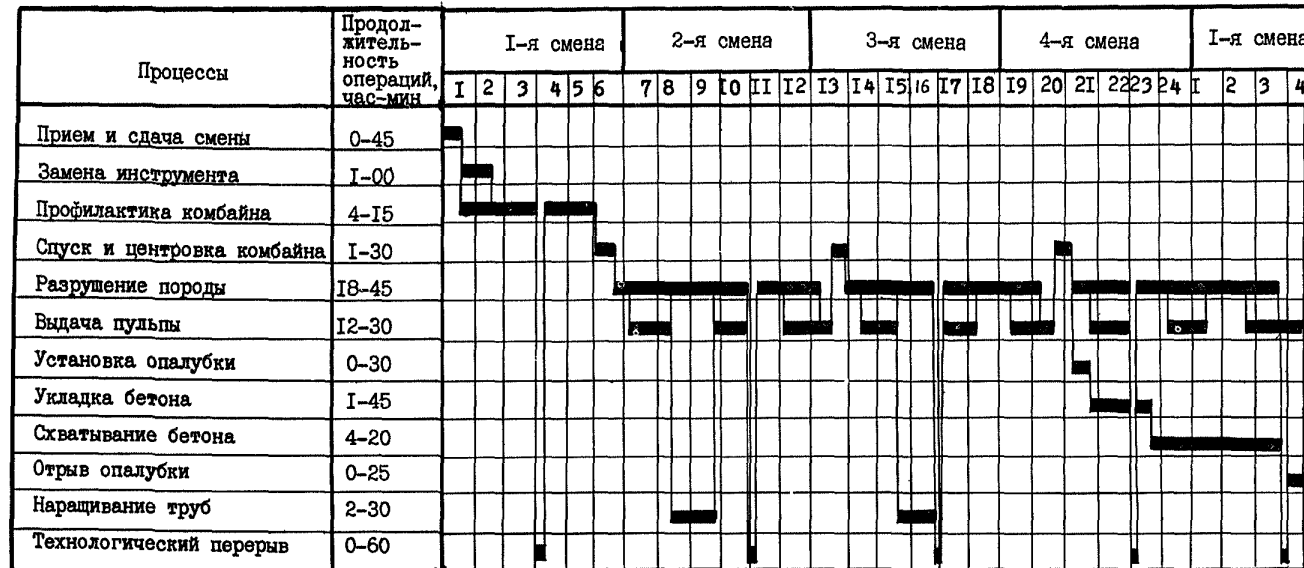 Процессы
Продол-
житель-
ность
операций,
час-мин
I-я смена 2-я смена 3-я смена 4-я смена I-я смена
I 2 3 4 5 6 7 8 9 I0 II I2 I3 I4 I5 I6 I7 I8 I9 20 2I 22 23 24 I 2 3 4
Прием и сдача смены 0-45
Замена инструмента I-00
Профилактика комбайна 4-I5
Спуск и центровка комбайна I-30
Разрушение породы I8-45
Выдача пульпы I2-30
Установка опалубки 0-30
Укладка бетона I-45
Схватывание бетона 4-20
Отрыв опалубки 0-25
Наращивание труб 2-30
Технологический перерыв 0-60